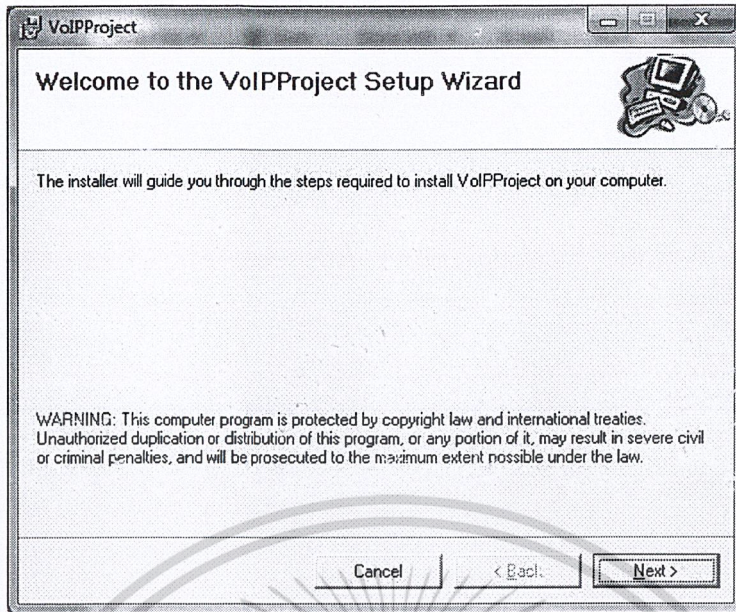 VoIPProject
Welcome to the VoIPProject Setup Wizard
The installer will guide you through the steps required to install VoIPProject on your computer.
WARNING: This computer program is protected by copyright law and international treaties.
Unauthorized duplication or distribution of this program, or any portion of it, may result in severe civil
or criminal penalties, and will be prosecuted to the maximum extent possible under the law.
Cancel
< Back
Next >